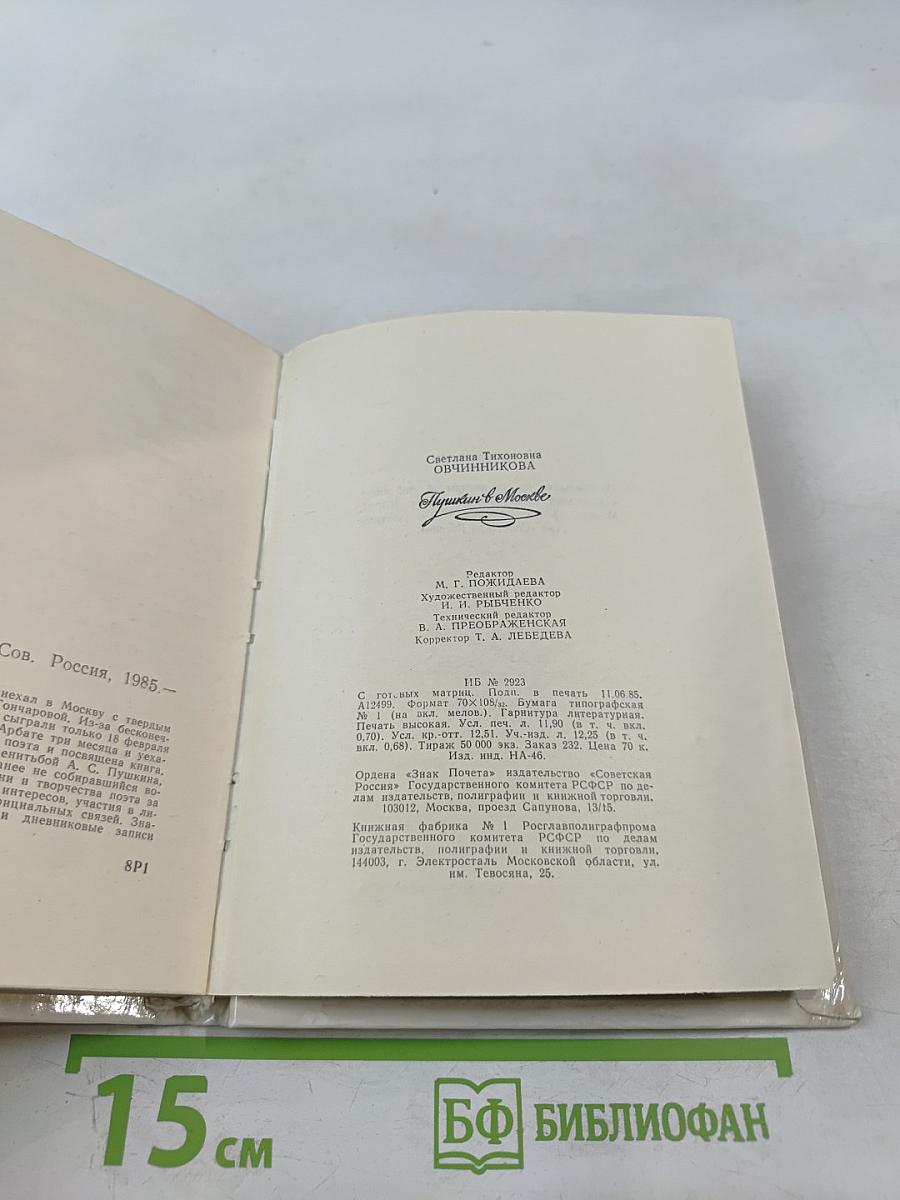 Сов. Россия, 1985.—
иехал в Москву с твердым
Гончаровой. Из-за бесконеч-
сыграли только 18 февраля
Арбате три месяца и уеха-
поэта и посвящена книга.
женитьбой А. С. Пушкина,
ранее не собиравшийся во-
ни и творчества поэта за
интересов, участия в ли-
фициальных связей. Зна-
и дневниковые записи
8Р1
Светлана Тихоновна
ОВЧИННИКОВА
Пушкин в Москве
Редактор
М. Г. ПОЖИДАЕВА
Художественный редактор
И. И. РЫБЧЕНКО
Технический редактор
В. А. ПРЕОБРАЖЕНСКАЯ
Корректор Т. А. ЛЕБЕДЕВА
ИБ № 2923
С готовых матриц. Подп. в печать 11.06.85.
А12499. Формат 70×108/32. Бумага типографская
№ 1 (на вкл. мелов.). Гарнитура литературная.
Печать высокая. Усл. печ. л. 11,90 (в т. ч. вкл.
0,70). Усл. кр.-отт. 12,51. Уч.-изд. л. 12,25 (в т. ч.
вкл. 0,68). Тираж 50 000 экз. Заказ 232. Цена 70 к.
Изд. инд. НА-46.
Ордена «Знак Почета» издательство «Советская
Россия» Государственного комитета РСФСР по де-
лам издательств, полиграфии и книжной торговли.
103012, Москва, проезд Сапунова, 13/15.
Книжная фабрика № 1 Росглавполиграфпрома
Государственного комитета РСФСР по делам
издательств, полиграфии и книжной торговли.
144003, г. Электросталь Московской области, ул.
им. Тевосяна, 25.
15 см
БФ БИБЛИОФАН